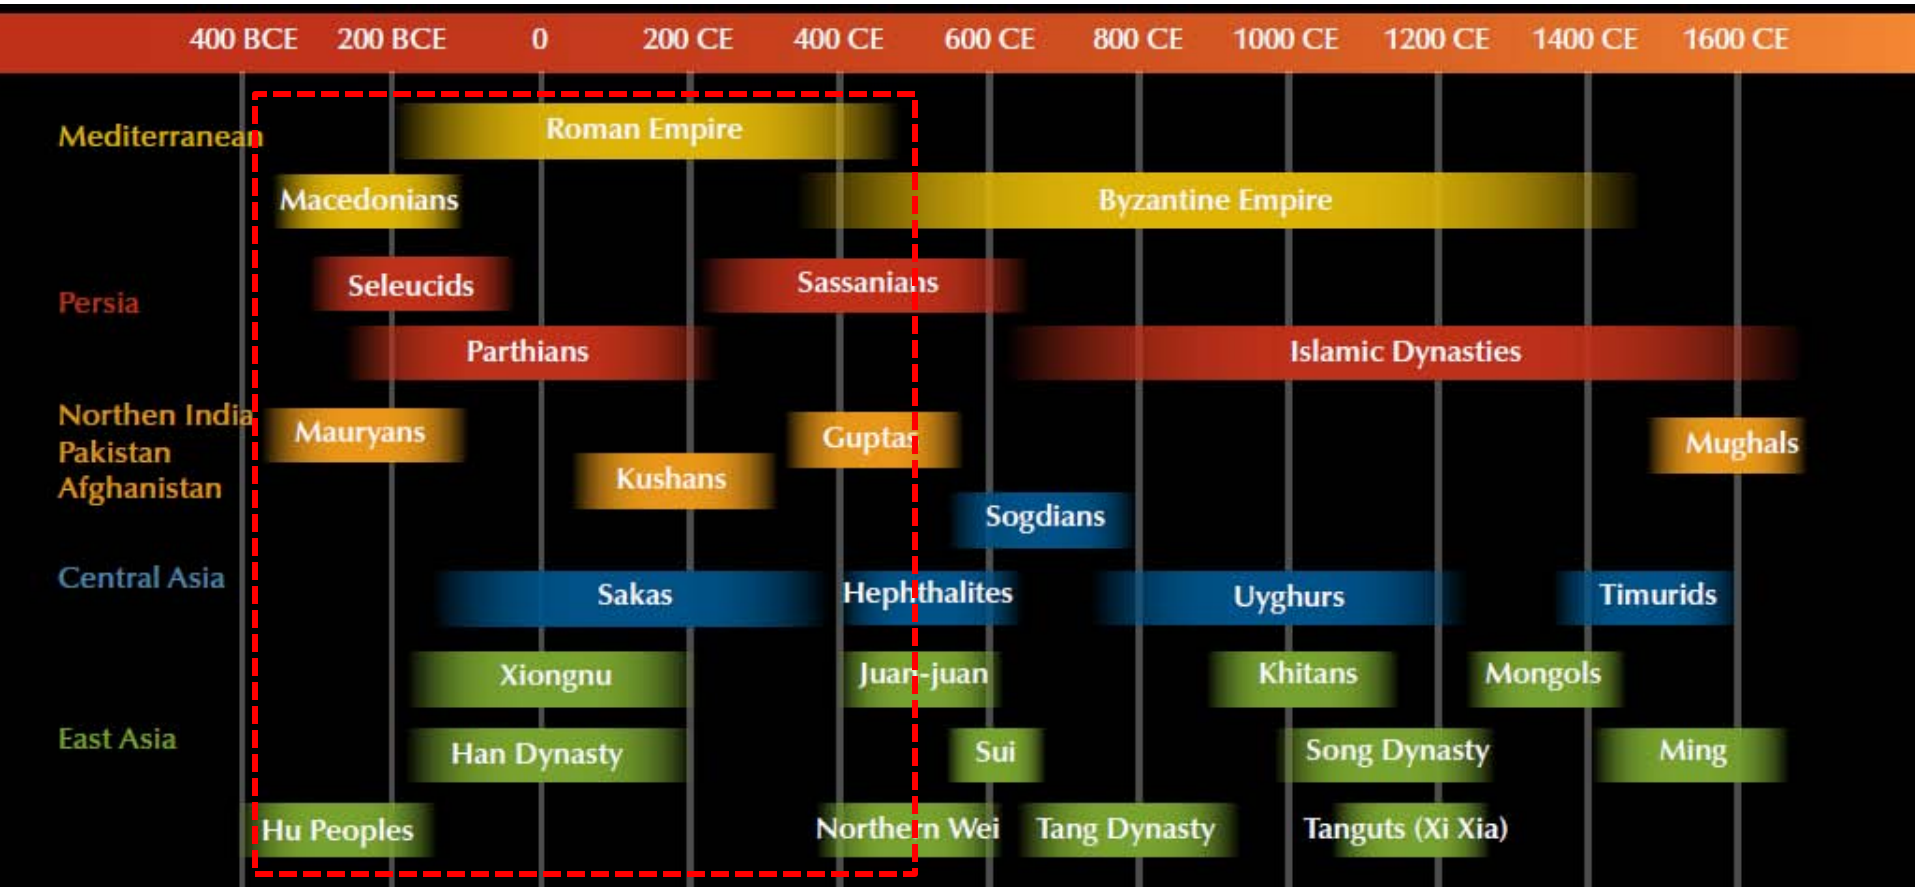 400 BCE 200 BCE 0 200 CE 400 CE 600 CE 800 CE 1000 CE 1200 CE 1400 CE 1600 CE
Mediterranean
Roman Empire
Macedonians
Byzantine Empire
Persia
Seleucids
Sassanians
Parthians
Islamic Dynasties
Northen India
Pakistan
Afghanistan
Mauryans
Guptas
Mughals
Kushans
Sogdians
Central Asia
Sakas
Hephthalites
Uyghurs
Timurids
Xiongnu
Juan-juan
Khitans
Mongols
East Asia
Han Dynasty
Sui
Song Dynasty
Ming
Hu Peoples
Northern Wei
Tang Dynasty
Tanguts (Xi Xia)